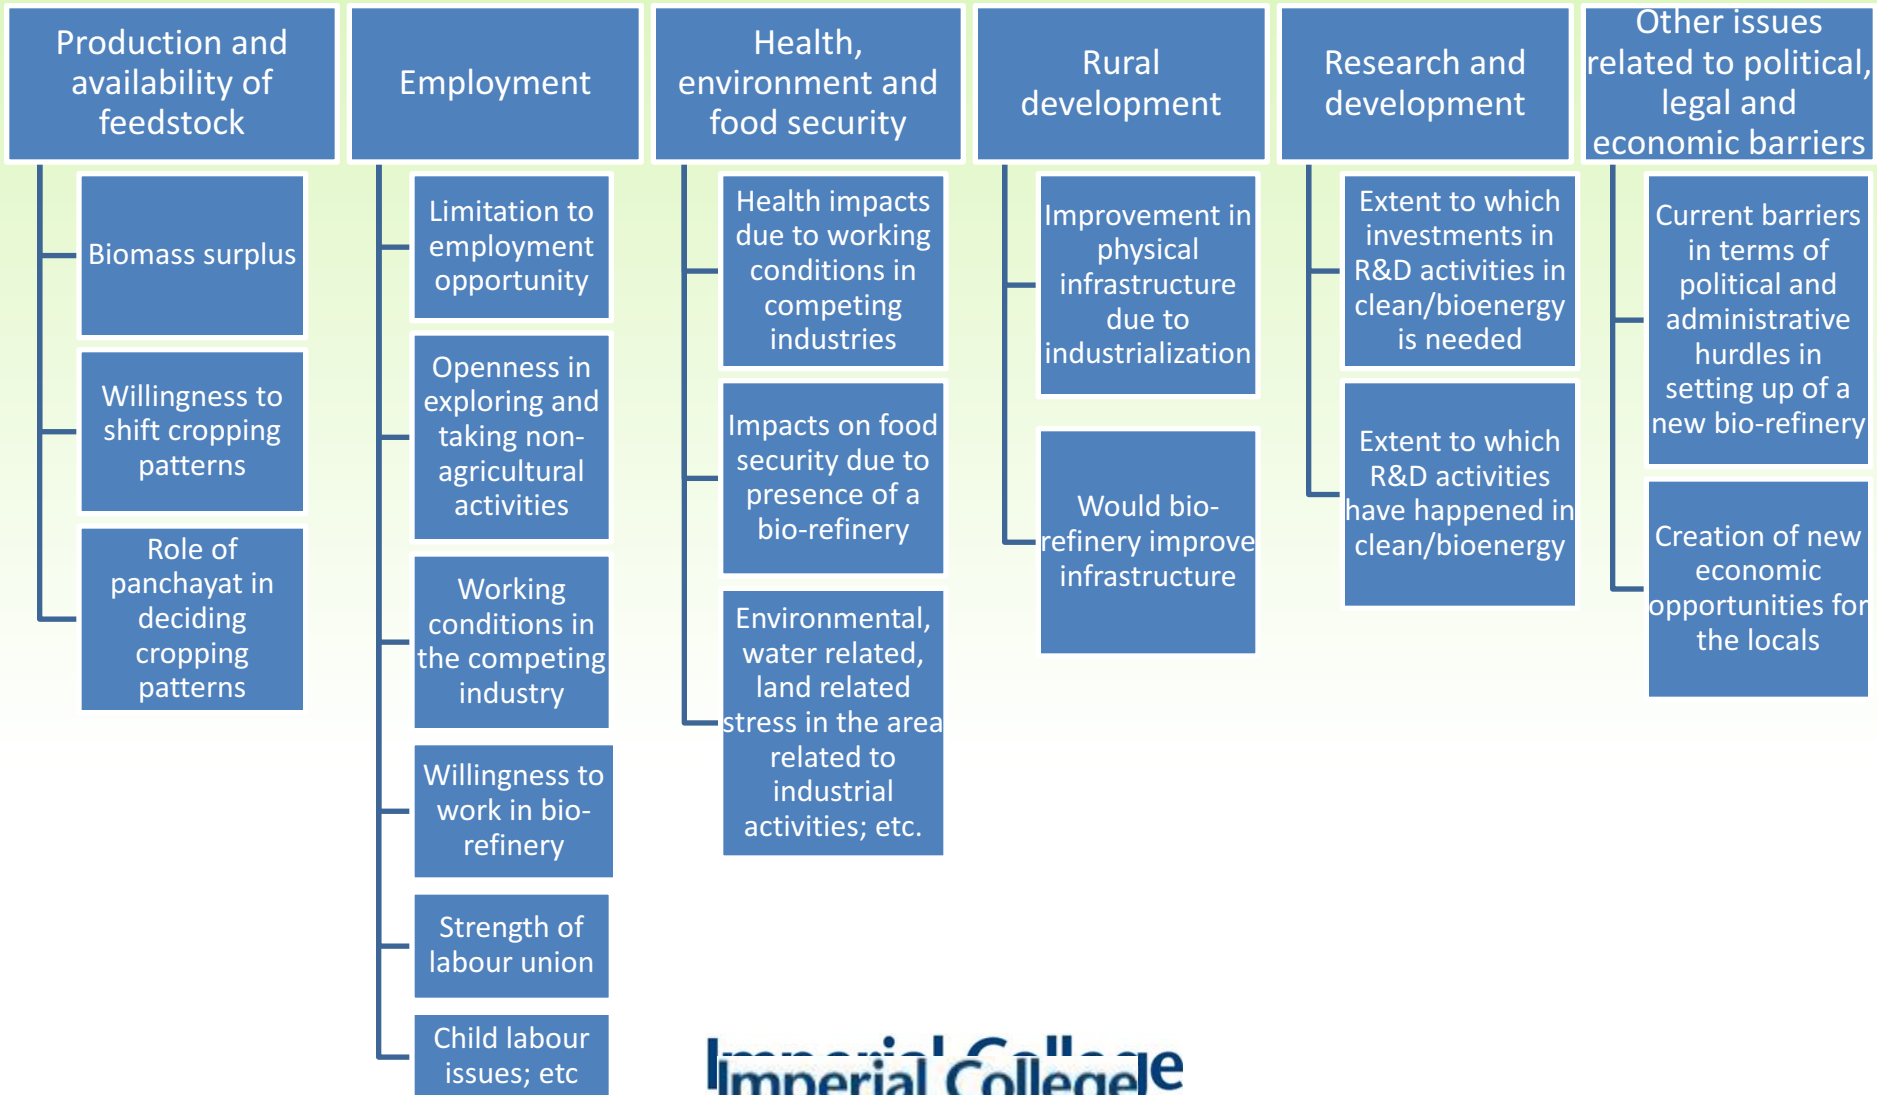 Production and
availability of
feedstock
Biomass surplus
Willingness to
shift cropping
patterns
Role of
panchayat in
deciding
cropping
patterns
Employment
Limitation to
employment
opportunity
Openness in
exploring and
taking non-
agricultural
activities
Working
conditions in
the competing
industry
Willingness to
work in bio-
refinery
Strength of
labour union
Child labour
issues; etc
Health,
environment and
food security
Health impacts
due to working
conditions in
competing
industries
Impacts on food
security due to
presence of a
bio-refinery
Environmental,
water related,
land related
stress in the area
related to
industrial
activities; etc.
Rural
development
Improvement in
physical
infrastructure
due to
industrialization
Would bio-
refinery improve
infrastructure
Research and
development
Extent to which
investments in
R&D activities in
clean/bioenergy
is needed
Extent to which
R&D activities
have happened in
clean/bioenergy
Other issues
related to political,
legal and
economic barriers
Current barriers
in terms of
political and
administrative
hurdles in
setting up of a
new bio-refinery
Creation of new
economic
opportunities for
the locals
Imperial College
Imperial College